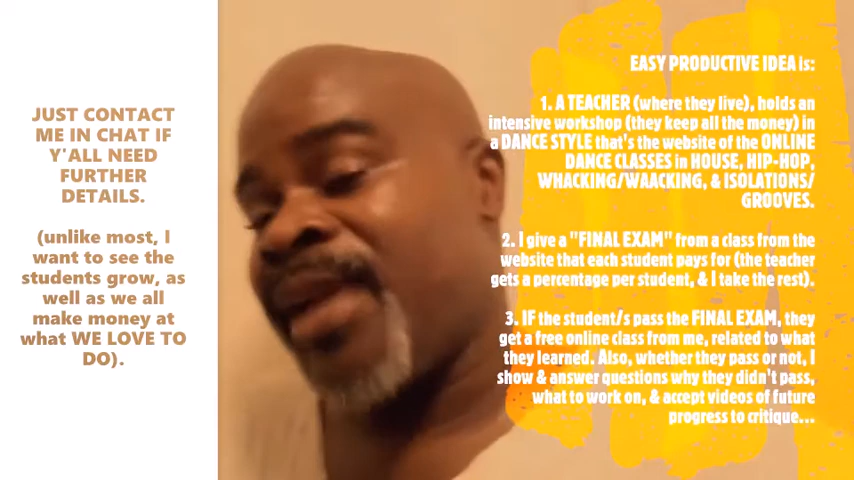 JUST CONTACT
ME IN CHAT IF
Y'ALL NEED
FURTHER
DETAILS.
(unlike most, I
want to see the
students grow, as
well as we all
make money at
what WE LOVE TO
DO).
EASY PRODUCTIVE IDEA is:
1. A TEACHER (where they live), holds an
intensive workshop (they keep all the money) in
a DANCE STYLE that's the website of the ONLINE
DANCE CLASSES in HOUSE, HIP-HOP,
WHACKING/WAACKING, & ISOLATIONS/
GROOVES.
2. I give a "FINAL EXAM" from a class from the
website that each student pays for (the teacher
gets a percentage per student, & I take the rest).
3. IF the student/s pass the FINAL EXAM, they
get a free online class from me, related to what
they learned. Also, whether they pass or not, I
show & answer questions why they didn't pass,
what to work on, & accept videos of future
progress to critique...